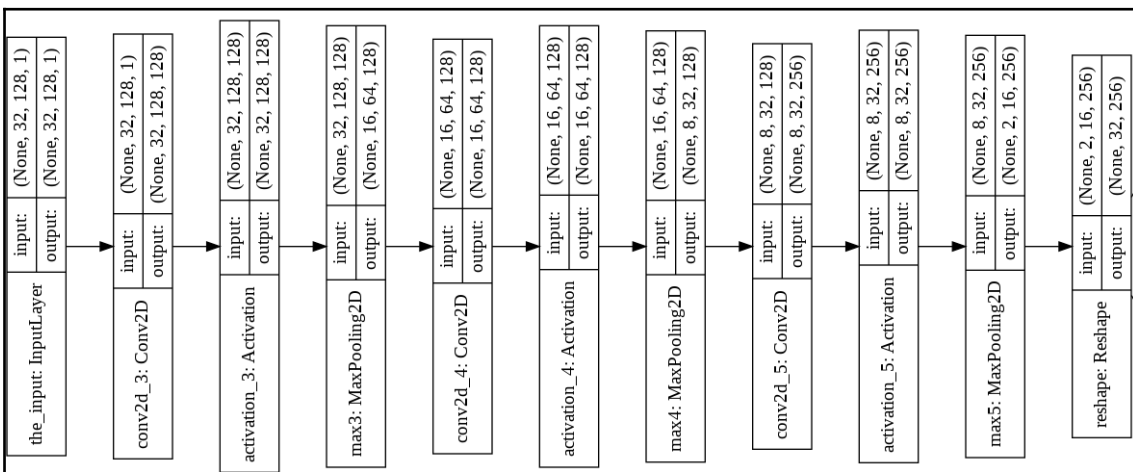 the_input: InputLayer
input: (None, 32, 128, 1)
output: (None, 32, 128, 1)
conv2d_3: Conv2D
input: (None, 32, 128, 1)
output: (None, 32, 128, 128)
activation_3: Activation
input: (None, 32, 128, 128)
output: (None, 32, 128, 128)
max3: MaxPooling2D
input: (None, 32, 128, 128)
output: (None, 16, 64, 128)
conv2d_4: Conv2D
input: (None, 16, 64, 128)
output: (None, 16, 64, 128)
activation_4: Activation
input: (None, 16, 64, 128)
output: (None, 16, 64, 128)
max4: MaxPooling2D
input: (None, 16, 64, 128)
output: (None, 8, 32, 128)
conv2d_5: Conv2D
input: (None, 8, 32, 128)
output: (None, 8, 32, 256)
activation_5: Activation
input: (None, 8, 32, 256)
output: (None, 8, 32, 256)
max5: MaxPooling2D
input: (None, 8, 32, 256)
output: (None, 2, 16, 256)
reshape: Reshape
input: (None, 2, 16, 256)
output: (None, 32, 256)